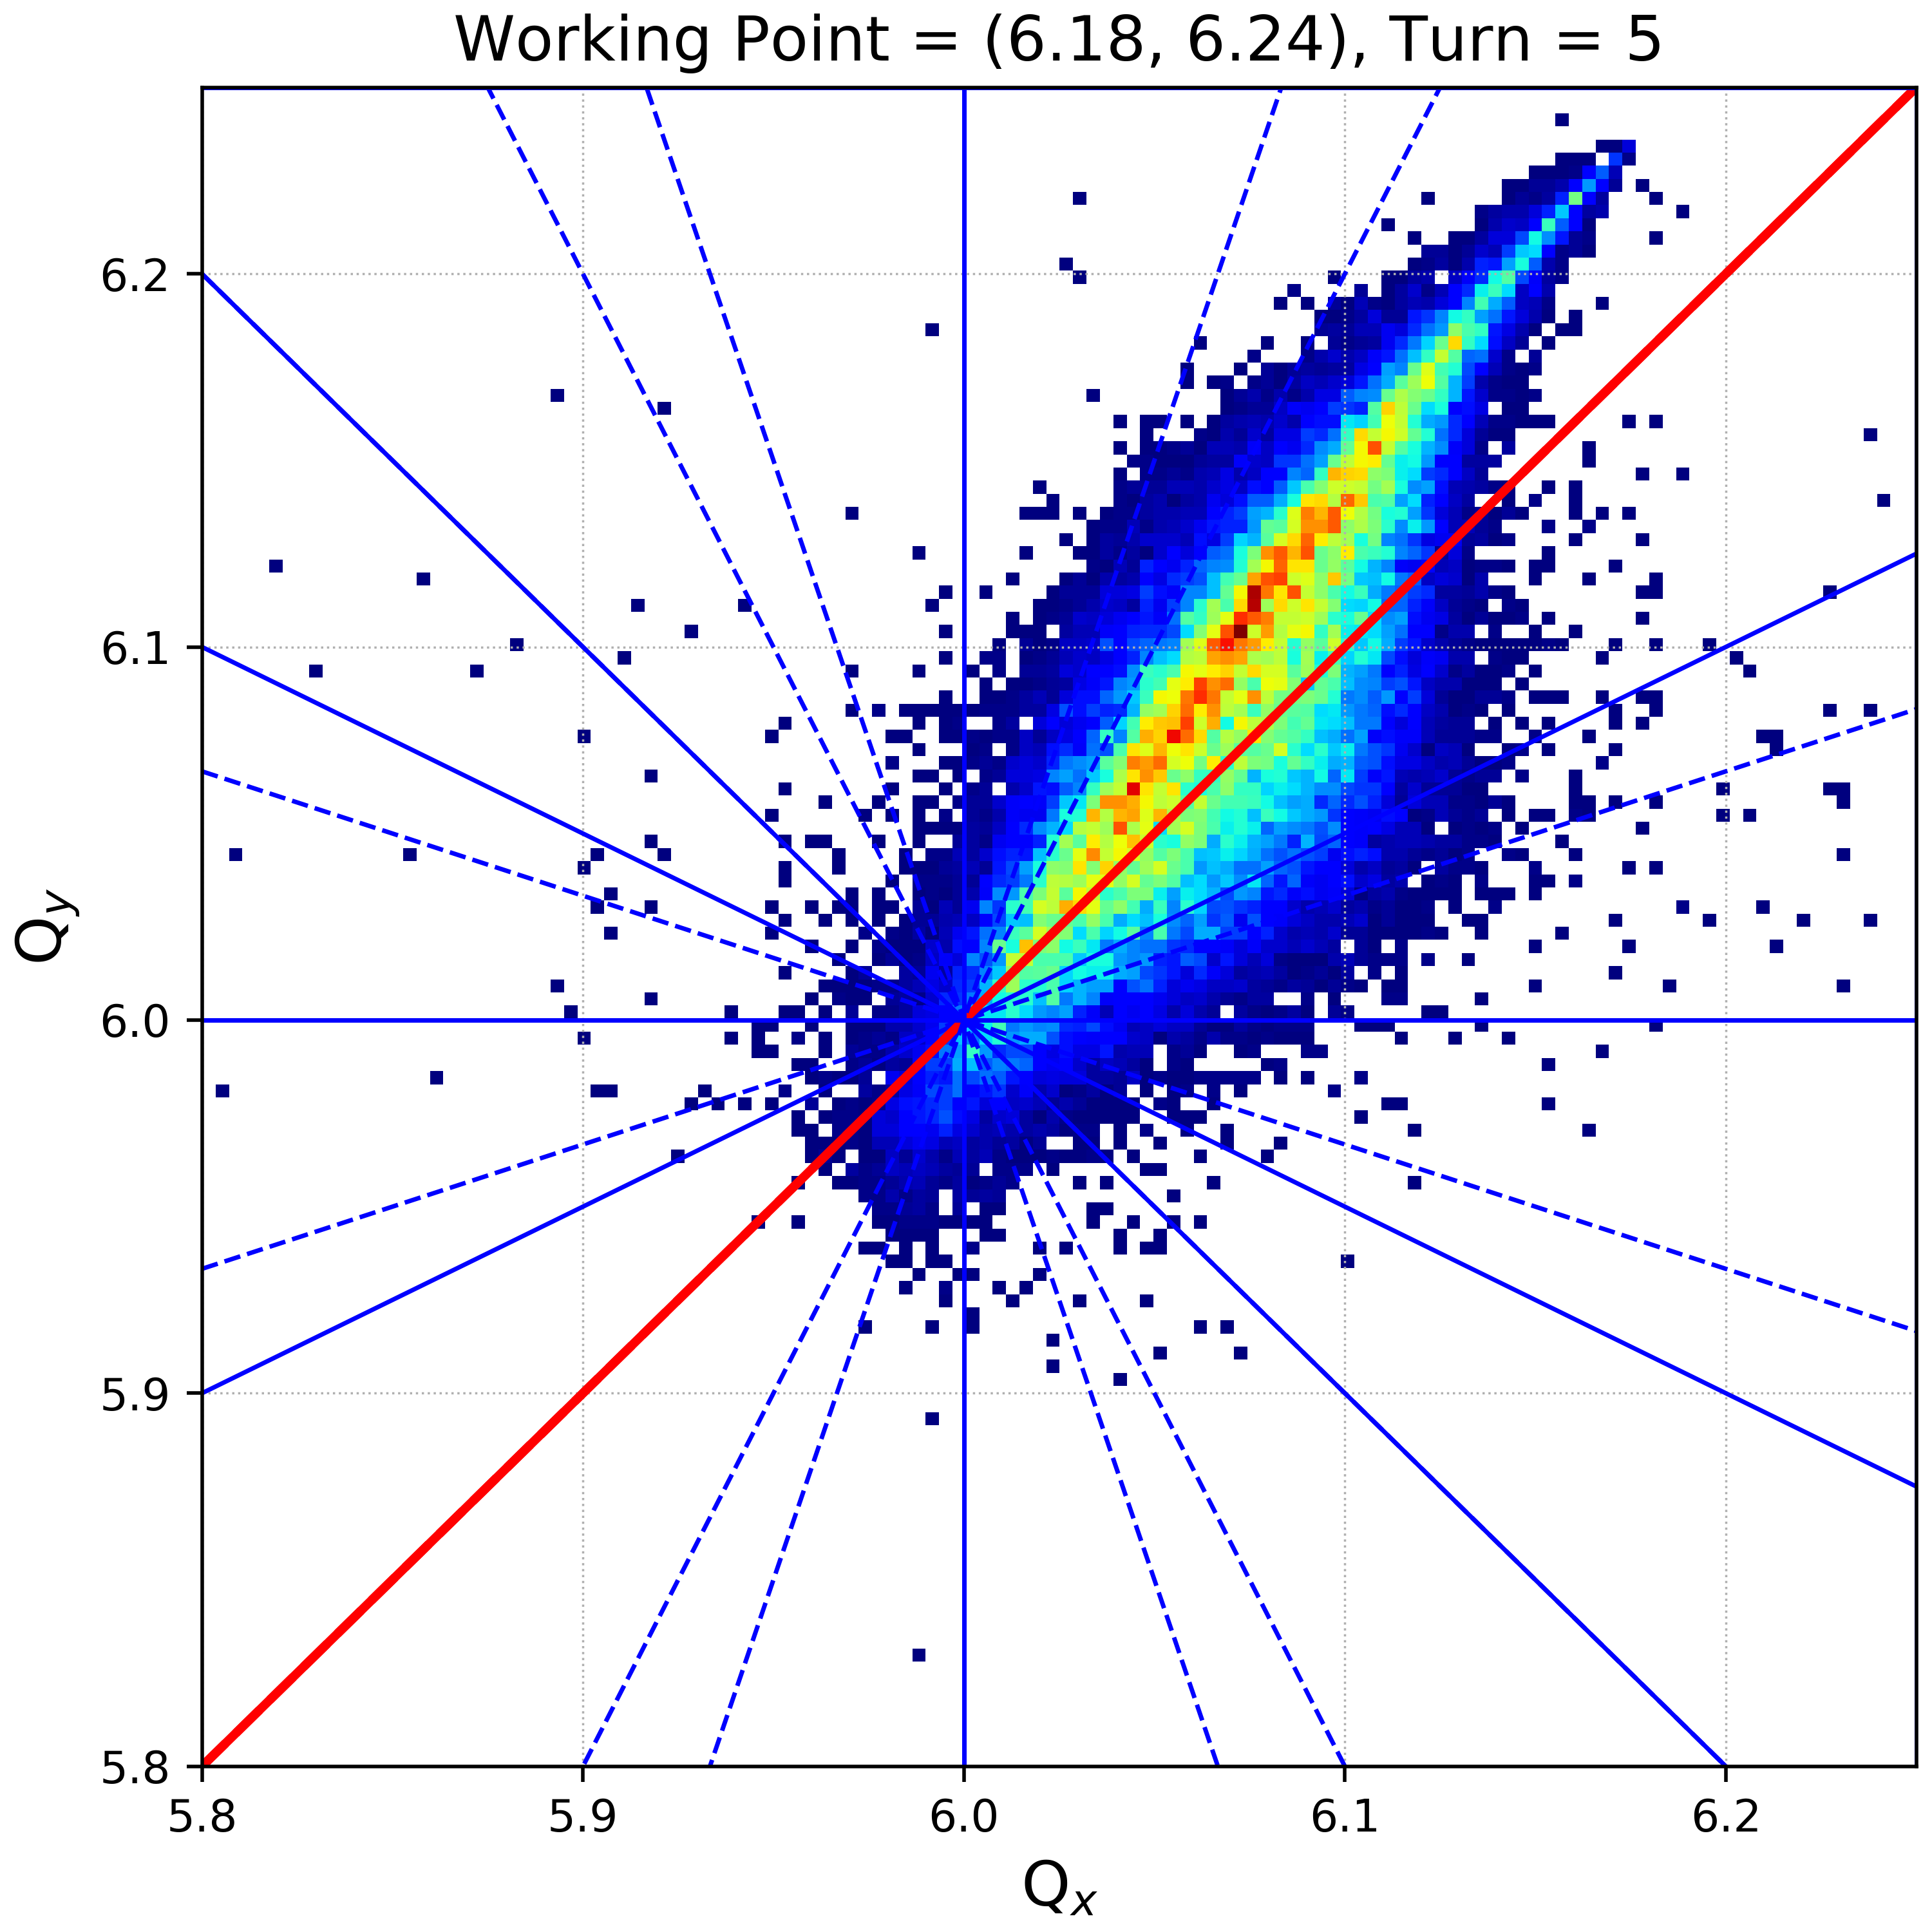 Working Point = (6.18, 6.24), Turn = 5
6.2
6.1
6.0
5.9
5.8
Qy
5.8 5.9 6.0 6.1 6.2
Qx